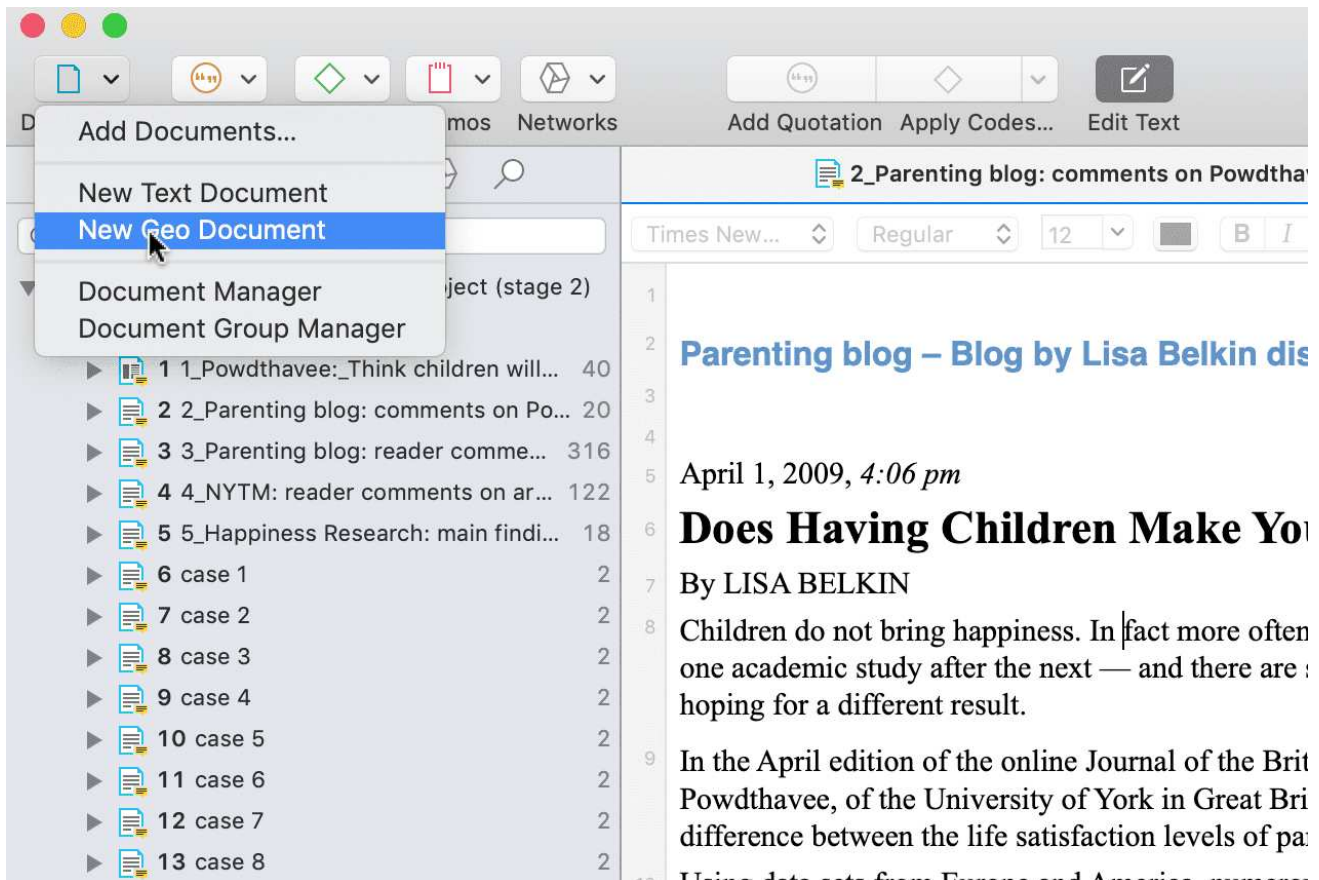 D
mos Networks
Add Quotation Apply Codes... Edit Text
Add Documents...
New Text Document
New Geo Document
Document Manager
Document Group Manager
ject (stage 2)
1 1_Powdthavee:_Think children will... 40
2 2_Parenting blog: comments on Po... 20
3 3_Parenting blog: reader comme... 316
4 4_NYTM: reader comments on ar... 122
5 5_Happiness Research: main findi... 18
6 case 1 2
7 case 2 2
8 case 3 2
9 case 4 2
10 case 5 2
11 case 6 2
12 case 7 2
13 case 8 2
2_Parenting blog: comments on Powdtha
Times New... Regular 12 B I
1
2 Parenting blog – Blog by Lisa Belkin dis
3
4
5 April 1, 2009, 4:06 pm
6 Does Having Children Make You
7 By LISA BELKIN
8 Children do not bring happiness. In fact more often
one academic study after the next — and there are
hoping for a different result.
9 In the April edition of the online Journal of the Brit
Powdthavee, of the University of York in Great Bri
difference between the life satisfaction levels of pa
Using data sets from Europe and America, numerou